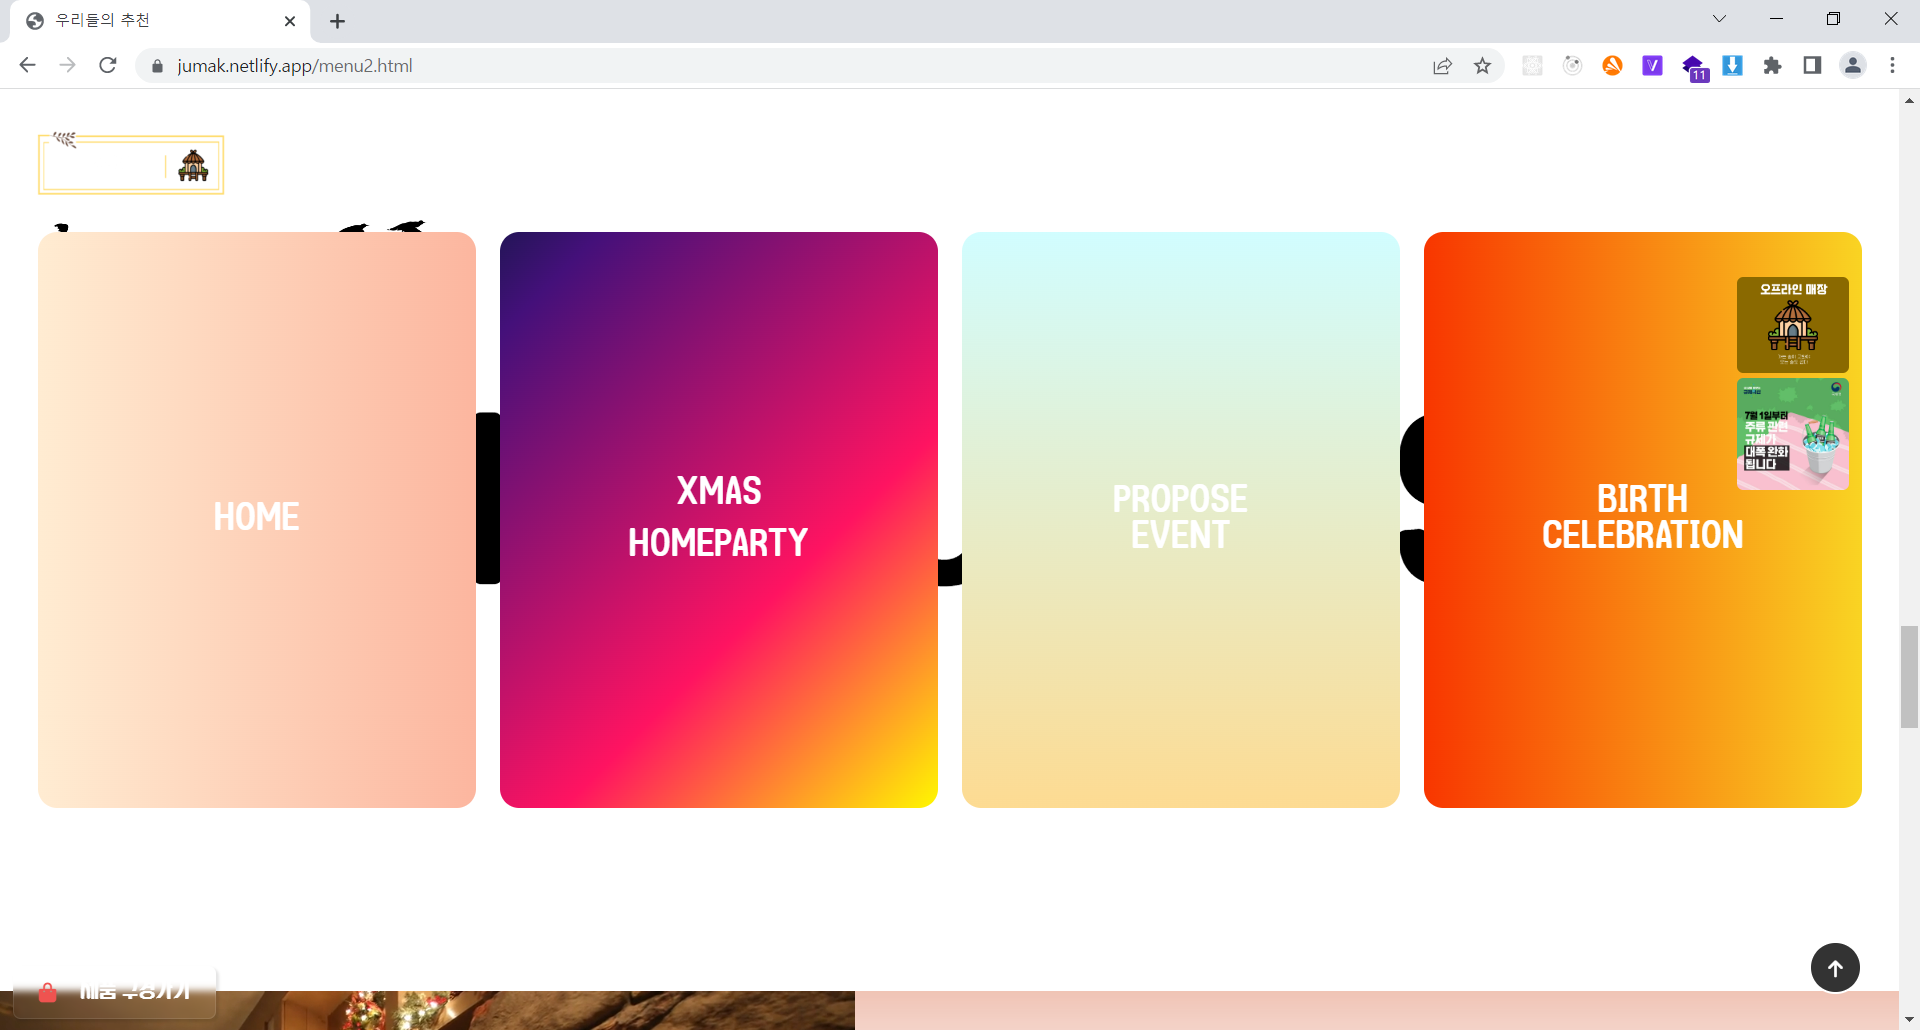 우리들의 추천
jumak.netlify.app/menu2.html
11
HOME
XMAS
HOMEPARTY
PROPOSE
EVENT
BIRTH
CELEBRATION
오프라인 매장
7월 1일부터
주류 관련
규제가
대폭 완화
됩니다